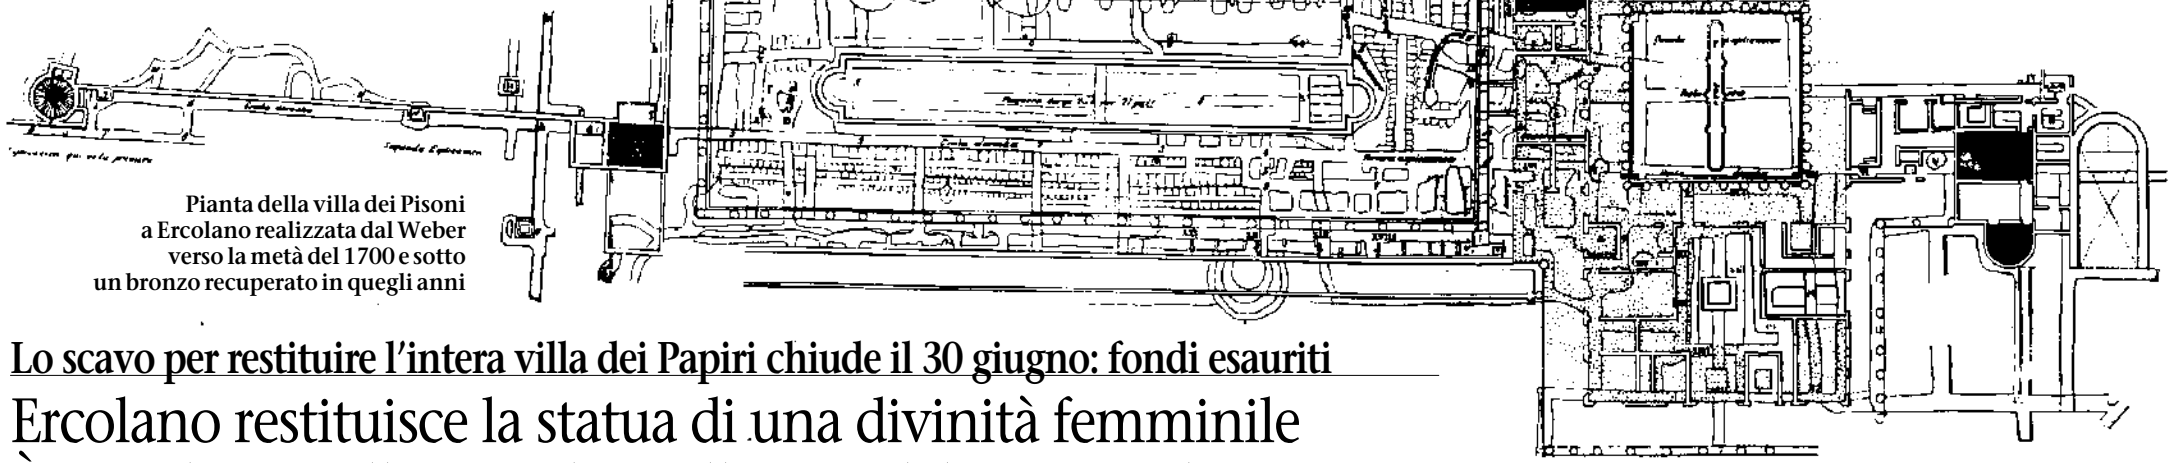 Pianta della villa dei Pisoni
a Ercolano realizzata dal Weber
verso la metà del 1700 e sotto
un bronzo recuperato in quegli anni
Lo scavo per restituire l'intera villa dei Papiri chiude il 30 giugno: fondi esauriti
Ercolano restituisce la statua di una divinità femminile